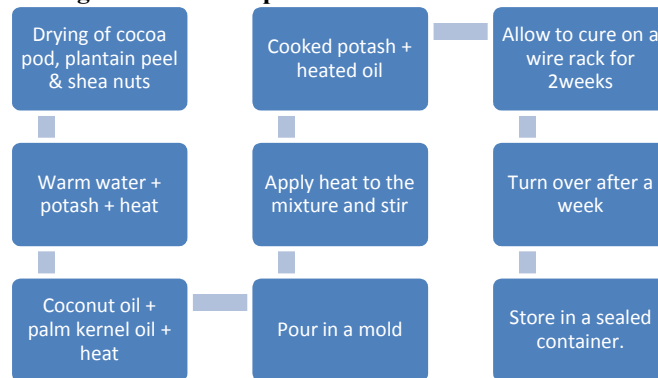 Drying of cocoa
pod, plantain peel
& shea nuts
Warm water +
potash + heat
Coconut oil +
palm kernel oil +
heat
Cooked potash +
heated oil
Apply heat to the
mixture and stir
Pour in a mold
Allow to cure on a
wire rack for
2weeks
Turn over after a
week
Store in a sealed
container.